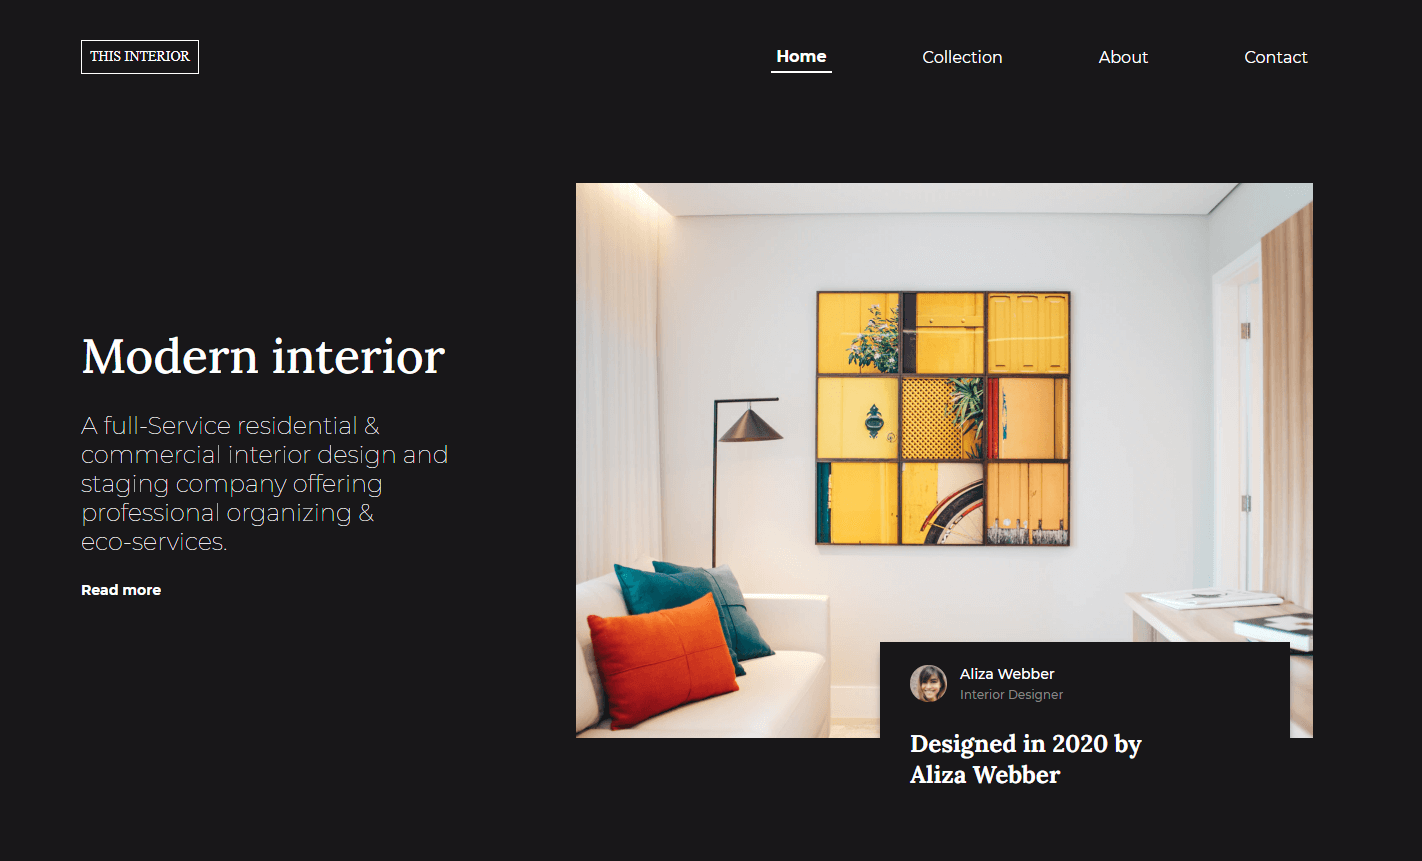 THIS INTERIOR
Home
Collection
About
Contact
Modern interior
A full-Service residential &
commercial interior design and
staging company offering
professional organizing &
eco-services.
Read more
Aliza Webber
Interior Designer
Designed in 2020 by
Aliza Webber